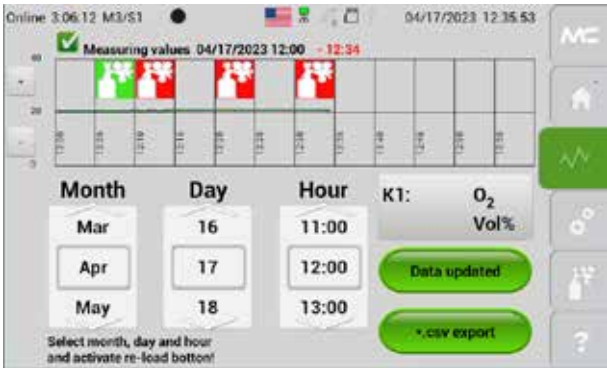 Online 3.06.12 M3/S1 04/17/2023 12.35.53
Measuring values 04/17/2023 12:00 - 12:34
20
0
Month Day Hour
Mar 16 11:00
Apr 17 12:00
May 18 13:00
K1: O2
Vol%
Data updated
*.csv export
Select month, day and hour
and activate re-load botton!
MC
?